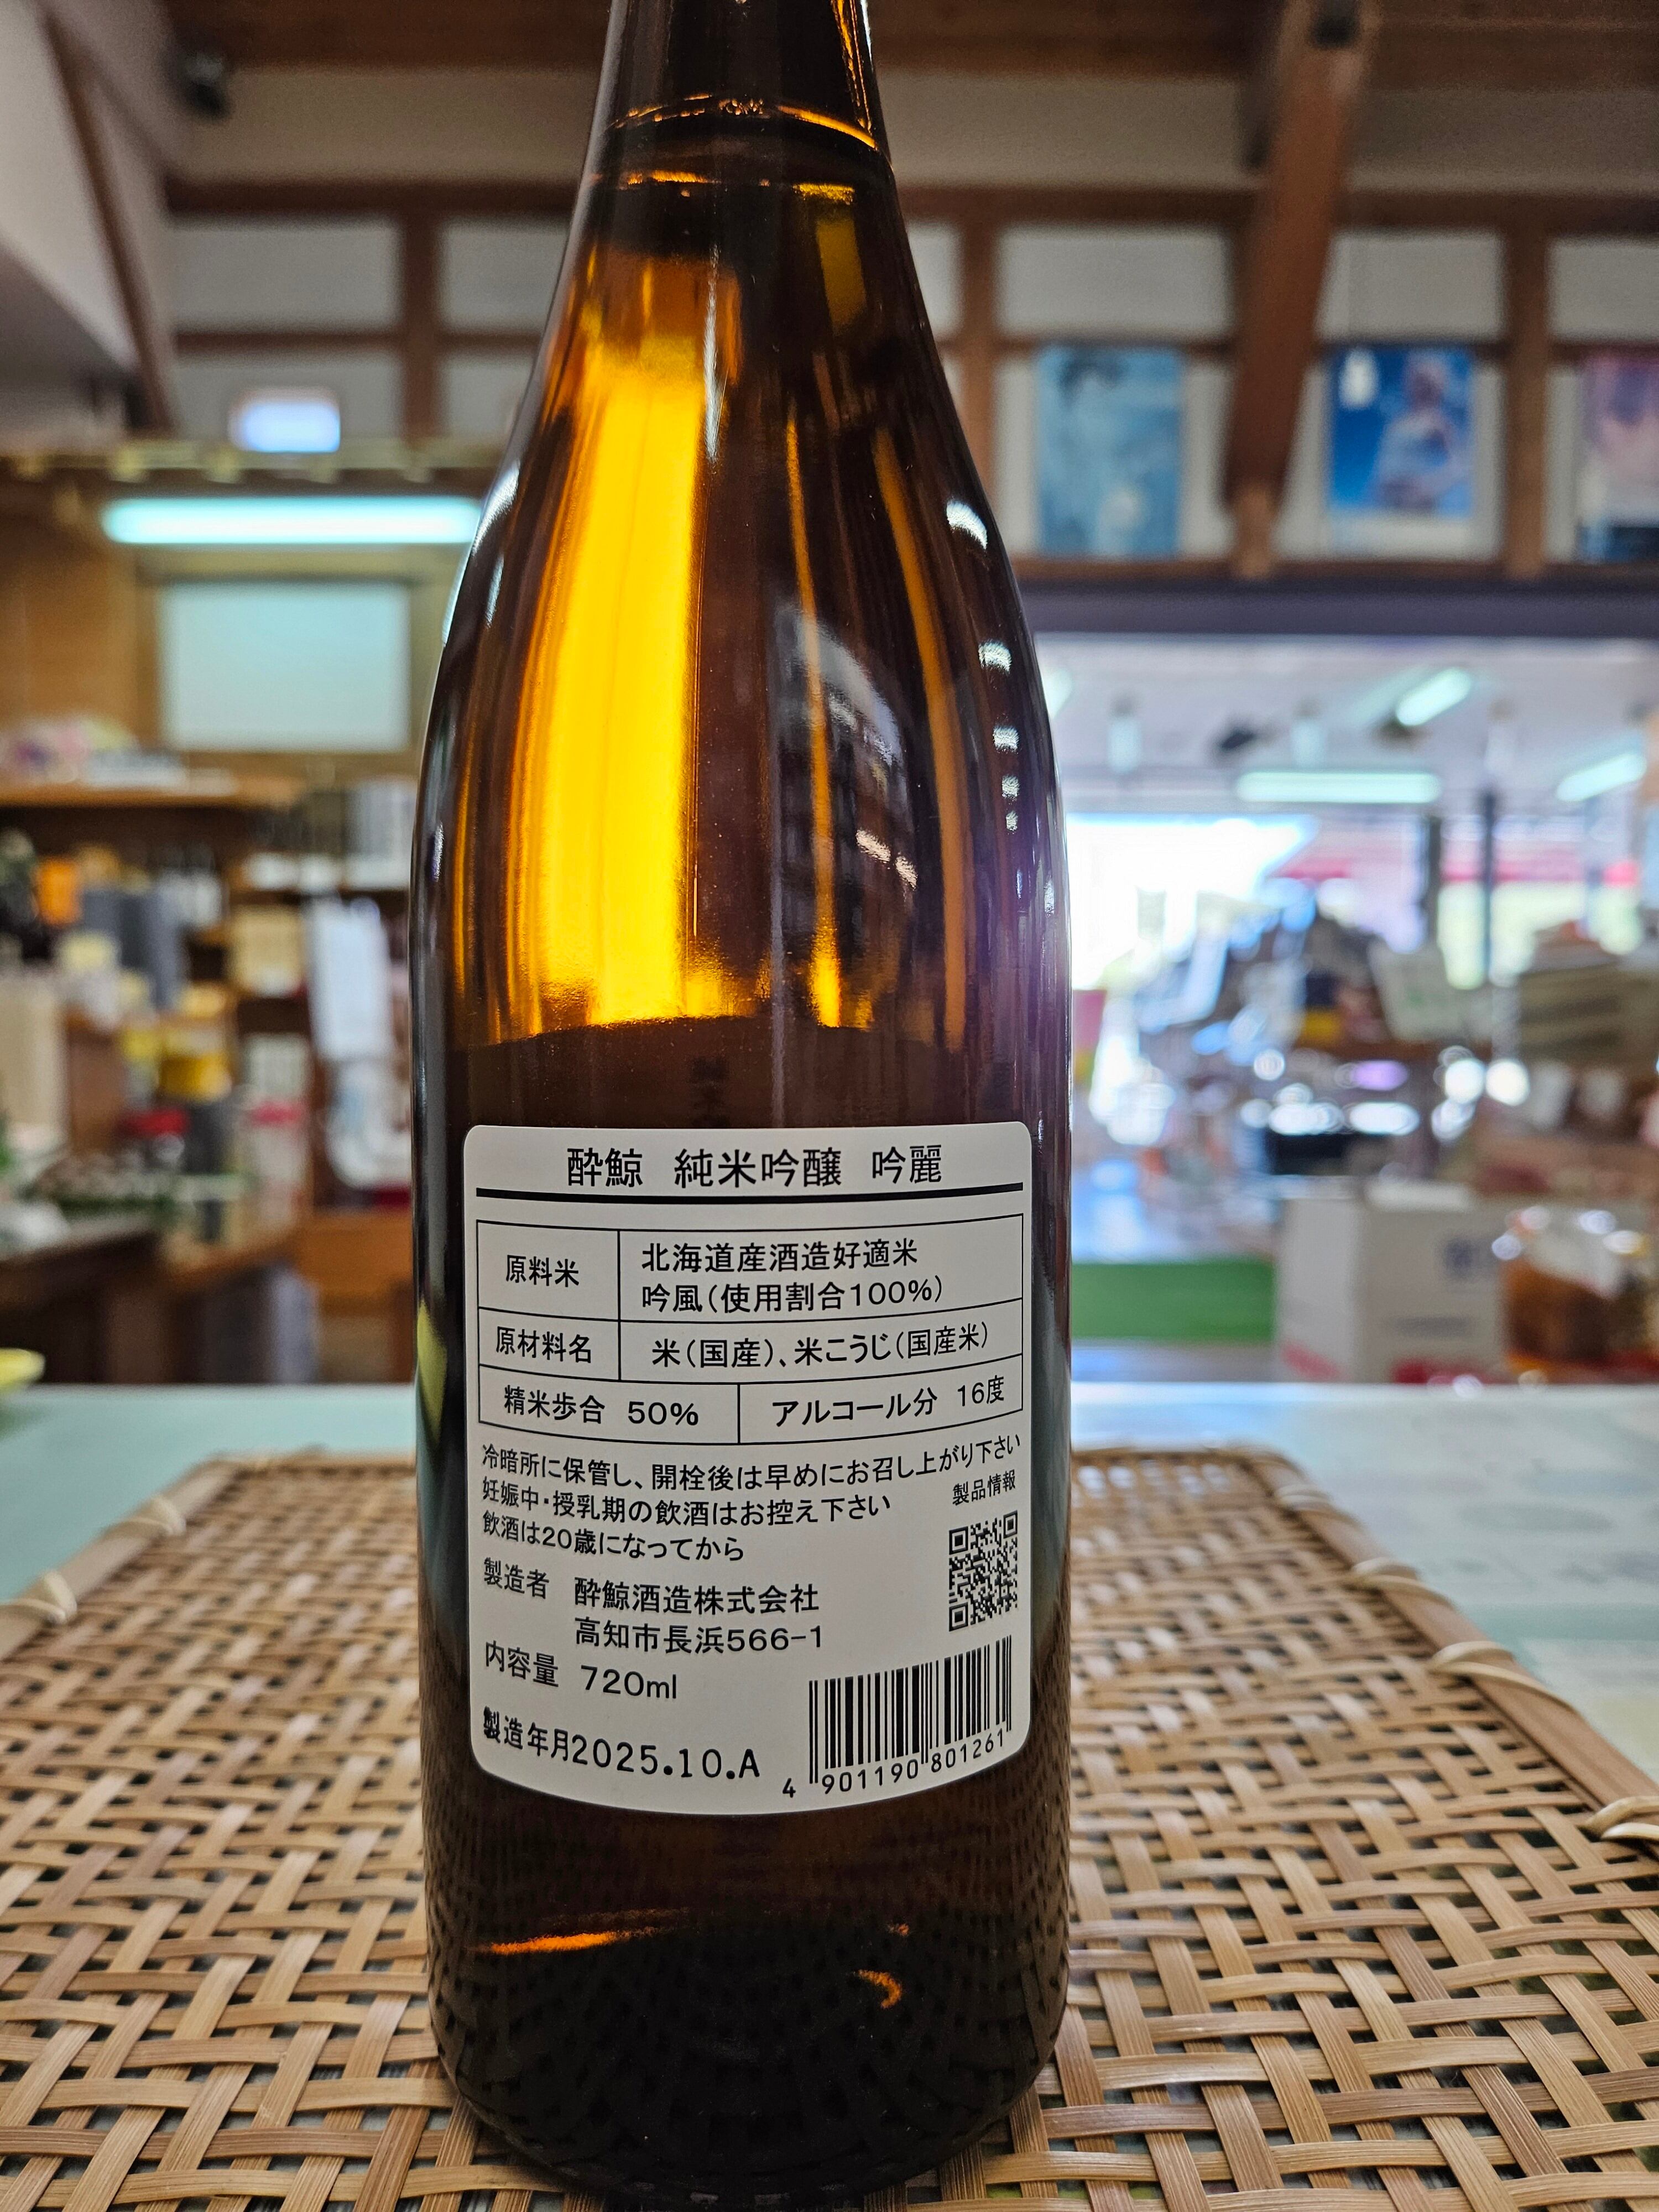 酔鯨 純米吟醸 吟麗
原料米 北海道産酒造好適米
吟風(使用割合100%)
原材料名 米(国産)、米こうじ(国産米)
精米歩合 50% アルコール分 16度
冷暗所に保管し、開栓後は早めにお召し上がり下さい
妊娠中・授乳期の飲酒はお控え下さい
飲酒は20歳になってから
製品情報
製造者 酔鯨酒造株式会社
高知市長浜566-1
内容量 720ml
製造年月2025.10.A
4 901190 801261